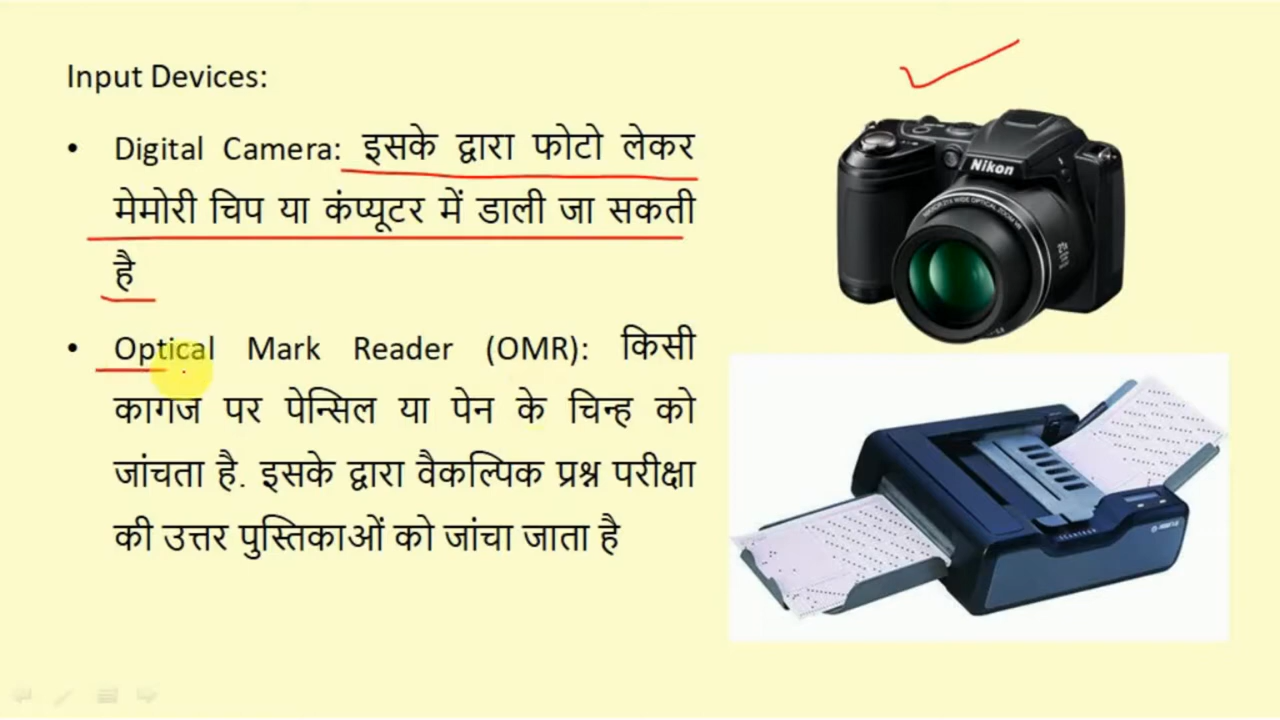 Input Devices:
• Digital Camera: इसके द्वारा फोटो लेकर
मेमोरी चिप या कंप्यूटर में डाली जा सकती
है
• Optical Mark Reader (OMR): किसी
कागज पर पेन्सिल या पेन के चिन्ह को
जांचता है. इसके द्वारा वैकल्पिक प्रश्न परीक्षा
की उत्तर पुस्तिकाओं को जांचा जाता है
Nikon